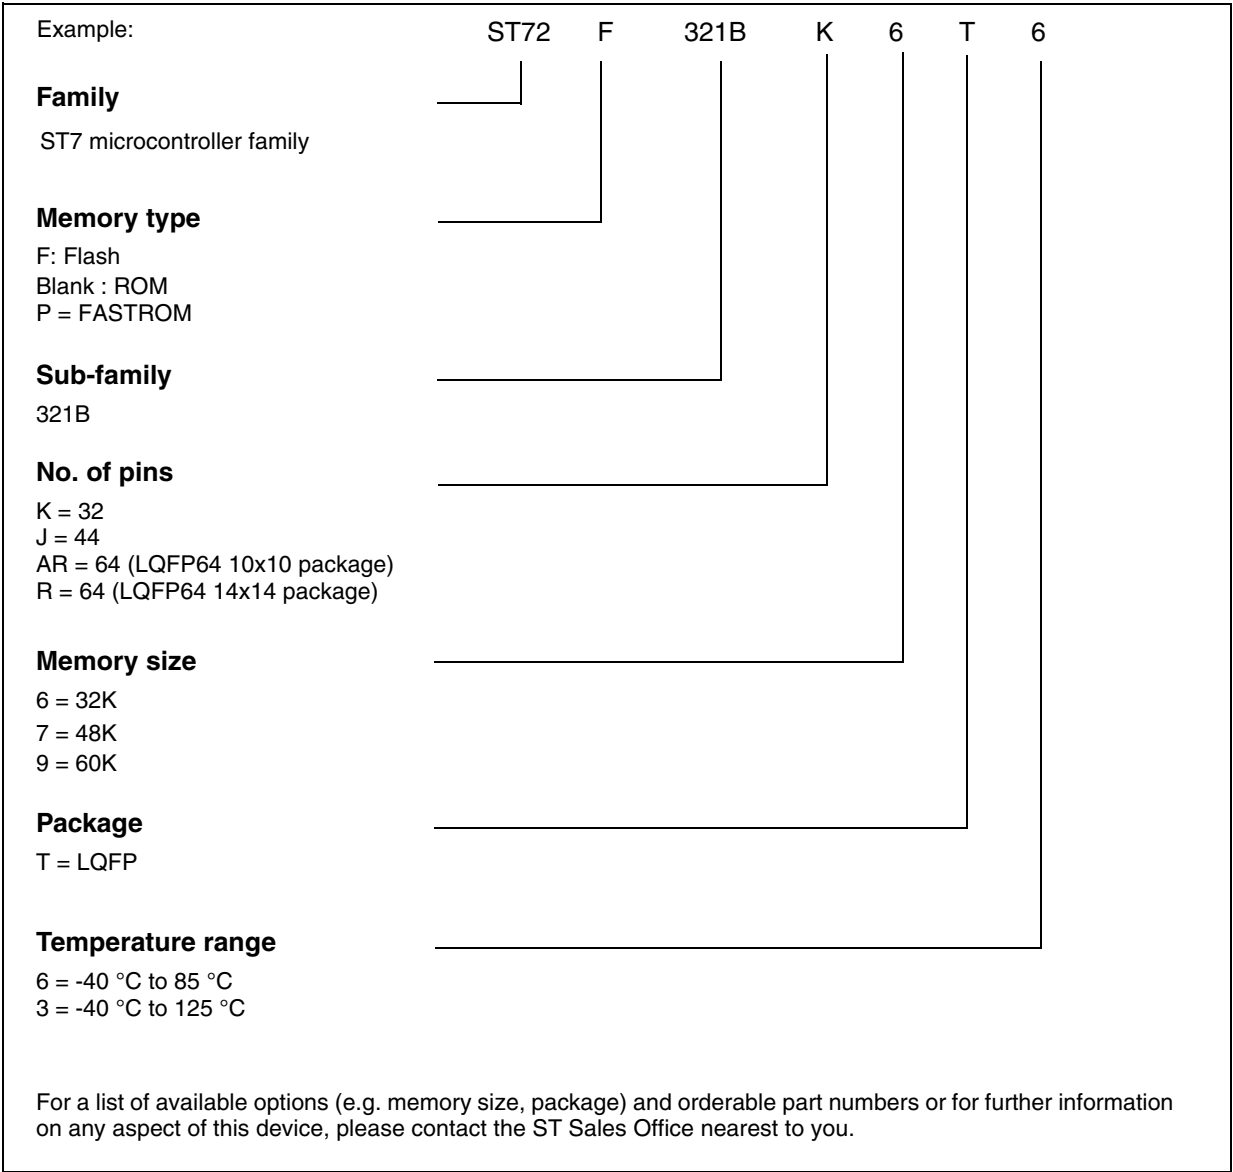 Example: ST72 F 321B K 6 T 6
Family
ST7 microcontroller family
Memory type
F: Flash
Blank : ROM
P = FASTROM
Sub-family
321B
No. of pins
K = 32
J = 44
AR = 64 (LQFP64 10x10 package)
R = 64 (LQFP64 14x14 package)
Memory size
6 = 32K
7 = 48K
9 = 60K
Package
T = LQFP
Temperature range
6 = -40 °C to 85 °C
3 = -40 °C to 125 °C
For a list of available options (e.g. memory size, package) and orderable part numbers or for further information
on any aspect of this device, please contact the ST Sales Office nearest to you.